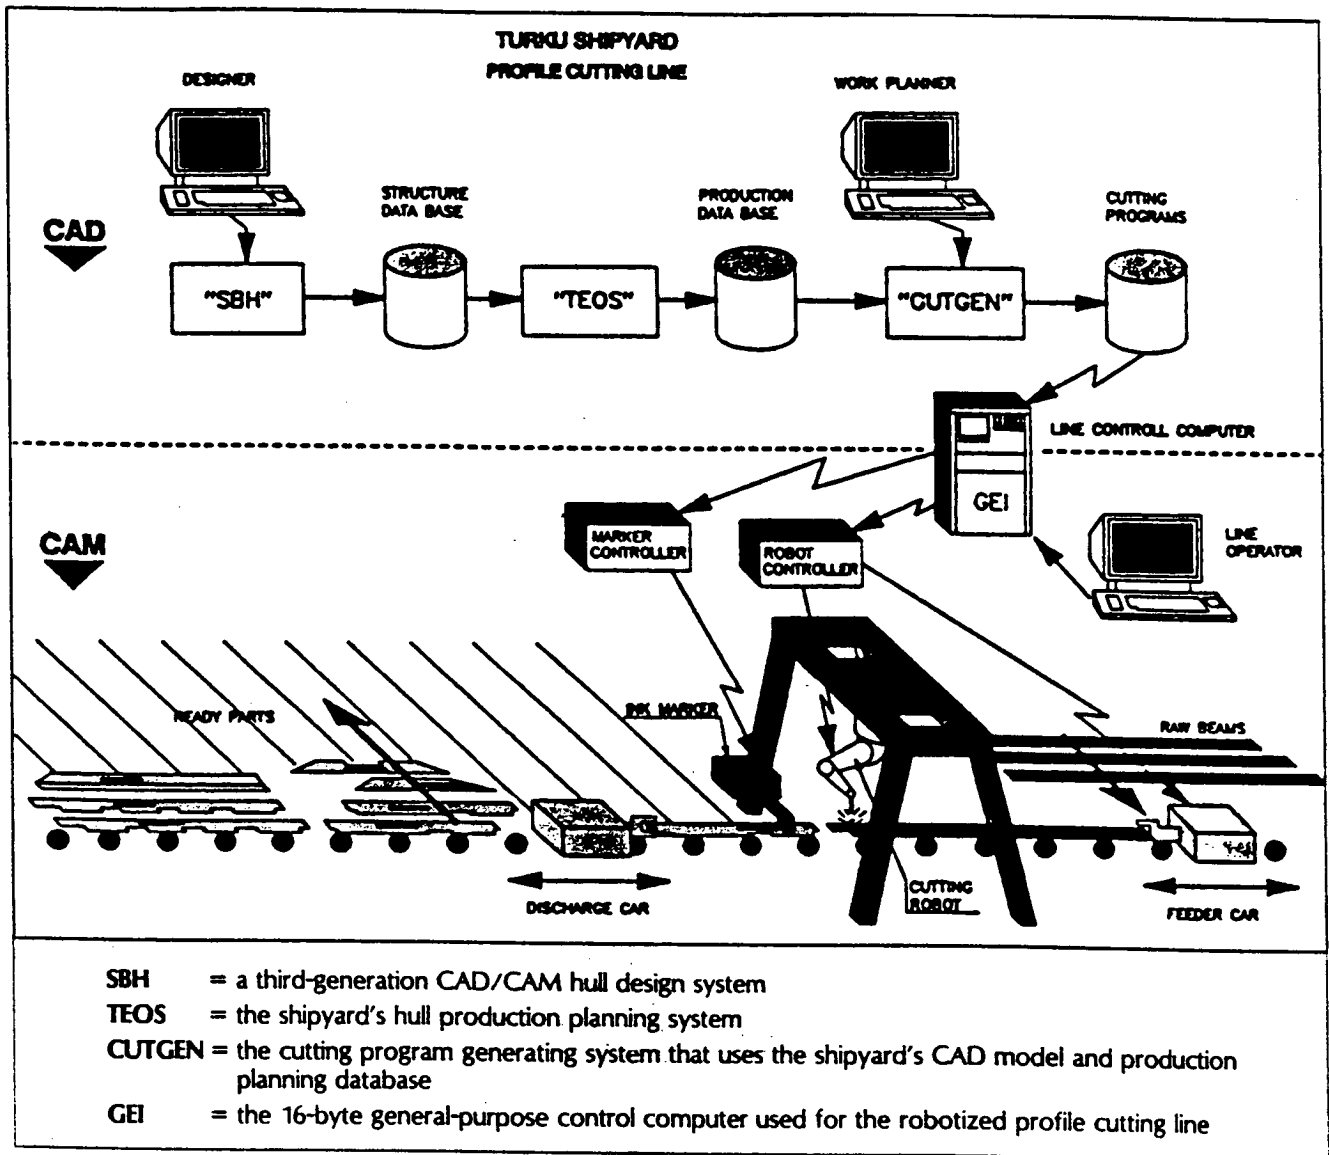 TURKU SHIPYARD
PROFILE CUTTING LINE
DESIGNER
WORK PLANNER
STRUCTURE
DATA BASE
PRODUCTION
DATA BASE
CUTTING
PROGRAMS
CAD
"SBH"
"TEOS"
"CUTGEN"
LINE CONTROLL COMPUTER
GEI
CAM
MARKER
CONTROLLER
ROBOT
CONTROLLER
LINE
OPERATOR
READY PARTS
INK MARKER
RAW BEAMS
CUTTING
ROBOT
DISCHARGE CAR
FEEDER CAR
SBH = a third-generation CAD/CAM hull design system
TEOS = the shipyard's hull production planning system
CUTGEN = the cutting program generating system that uses the shipyard's CAD model and production
planning database
GEI = the 16-byte general-purpose control computer used for the robotized profile cutting line